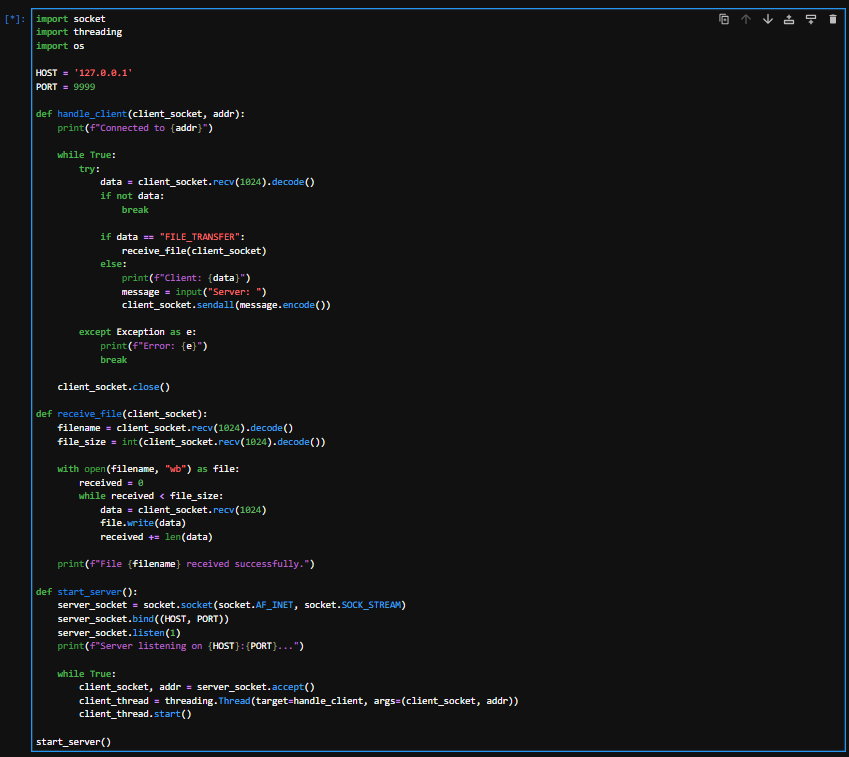 [*]:
import socket
import threading
import os

HOST = '127.0.0.1'
PORT = 9999

def handle_client(client_socket, addr):
    print(f"Connected to {addr}")

    while True:
        try:
            data = client_socket.recv(1024).decode()
            if not data:
                break

            if data == "FILE_TRANSFER":
                receive_file(client_socket)
            else:
                print(f"Client: {data}")
                message = input("Server: ")
                client_socket.sendall(message.encode())

        except Exception as e:
            print(f"Error: {e}")
            break

    client_socket.close()

def receive_file(client_socket):
    filename = client_socket.recv(1024).decode()
    file_size = int(client_socket.recv(1024).decode())

    with open(filename, "wb") as file:
        received = 0
        while received < file_size:
            data = client_socket.recv(1024)
            file.write(data)
            received += len(data)

    print(f"File {filename} received successfully.")

def start_server():
    server_socket = socket.socket(socket.AF_INET, socket.SOCK_STREAM)
    server_socket.bind((HOST, PORT))
    server_socket.listen(1)
    print(f"Server listening on {HOST}:{PORT}...")

    while True:
        client_socket, addr = server_socket.accept()
        client_thread = threading.Thread(target=handle_client, args=(client_socket, addr))
        client_thread.start()

start_server()